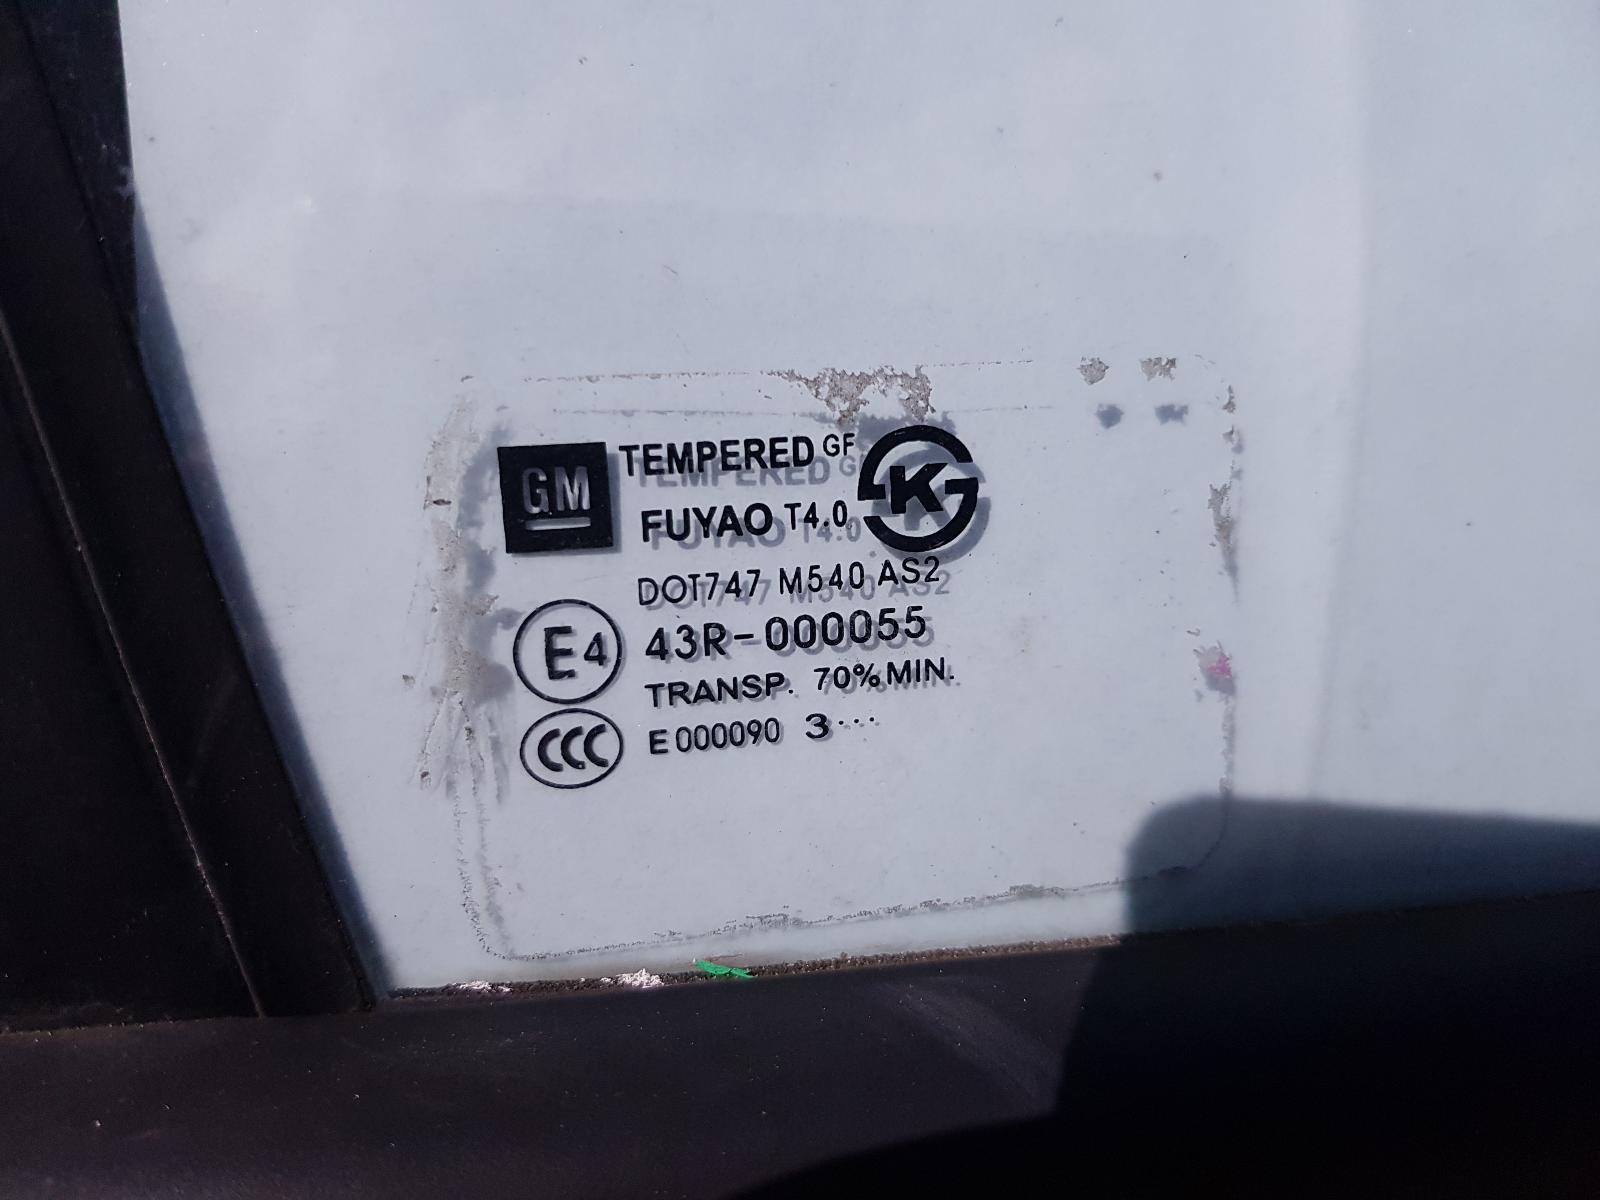 GM TEMPERED GF
FUYAO T4.0 K
DOT747 M540 AS2
E4 43R-000055
TRANSP. 70% MIN.
CCC E000090 3...